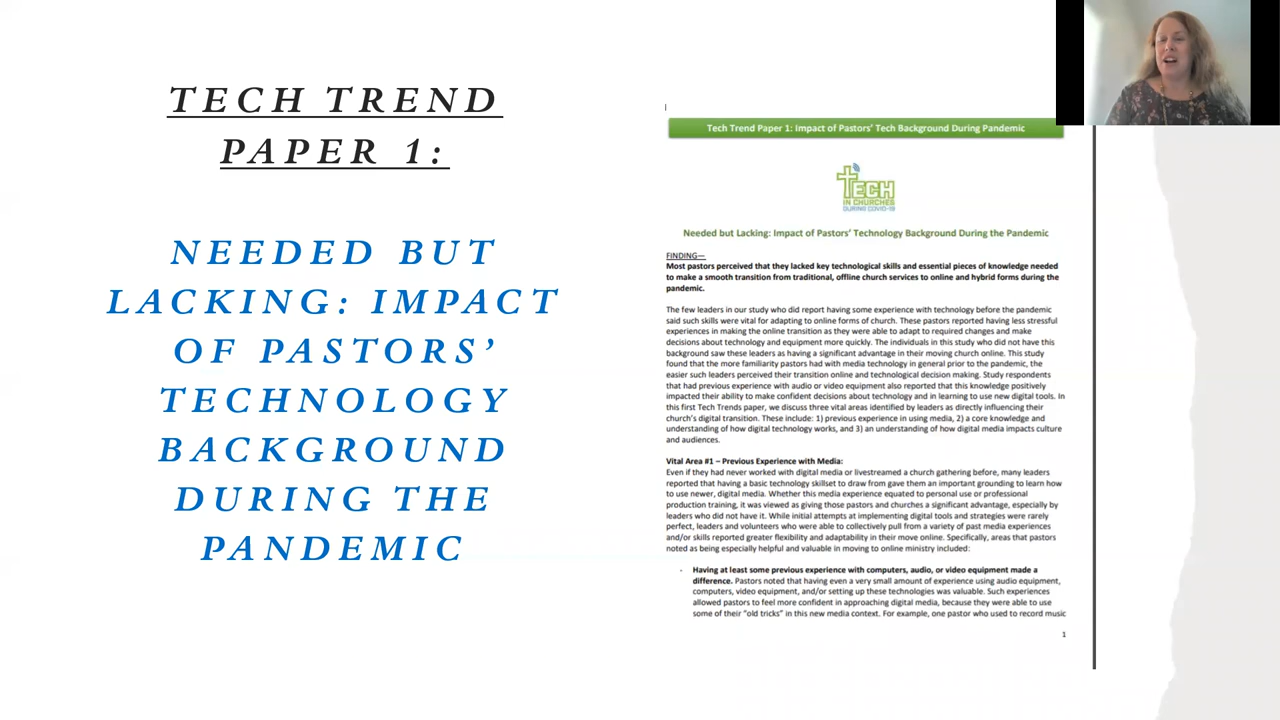 TECH TREND
PAPER 1:
NEEDED BUT
LACKING: IMPACT
OF PASTORS'
TECHNOLOGY
BACKGROUND
DURING THE
PANDEMIC
Tech Trend Paper 1: Impact of Pastors' Tech Background During Pandemic
TECH
IN CHURCHES
DURING COVID-19
Needed but Lacking: Impact of Pastors' Technology Background During the Pandemic
FINDING—
Most pastors perceived that they lacked key technological skills and essential pieces of knowledge needed
to make a smooth transition from traditional, offline church services to online and hybrid forms during the
pandemic.
The few leaders in our study who did report having some experience with technology before the pandemic
said such skills were vital for adapting to online forms of church. These pastors reported having less stressful
experiences in making the online transition as they were able to adapt to required changes and make
decisions about technology and equipment more quickly. The individuals in this study who did not have this
background saw these leaders as having a significant advantage in their moving church online. This study
found that the more familiarity pastors had with media technology in general prior to the pandemic, the
easier such leaders perceived their transition online and technological decision making. Study respondents
that had previous experience with audio or video equipment also reported that this knowledge positively
impacted their ability to make confident decisions about technology and in learning to use new digital tools. In
this first Tech Trends paper, we discuss three vital areas identified by leaders as directly influencing their
church's digital transition. These include: 1) previous experience in using media, 2) a core knowledge and
understanding of how digital technology works, and 3) an understanding of how digital media impacts culture
and audiences.
Vital Area #1 – Previous Experience with Media:
Even if they had never worked with digital media or livestreamed a church gathering before, many leaders
reported that having a basic technology skillset to draw from gave them an important grounding to learn how
to use newer, digital media. Whether this media experience equated to personal use or professional
production training, it was viewed as giving those pastors and churches a significant advantage, especially by
leaders who did not have it. While initial attempts at implementing digital tools and strategies were rarely
perfect, leaders and volunteers who were able to collectively pull from a variety of past media experiences
and/or skills reported greater flexibility and adaptability in their move online. Specifically, areas that pastors
noted as being especially helpful and valuable in moving to online ministry included:
- Having at least some previous experience with computers, audio, or video equipment made a
difference. Pastors noted that having even a very small amount of experience using audio equipment,
computers, video equipment, and/or setting up these technologies was valuable. Such experiences
allowed pastors to feel more confident in approaching digital media, because they were able to use
some of their "old tricks" in this new media context. For example, one pastor who used to record music
1